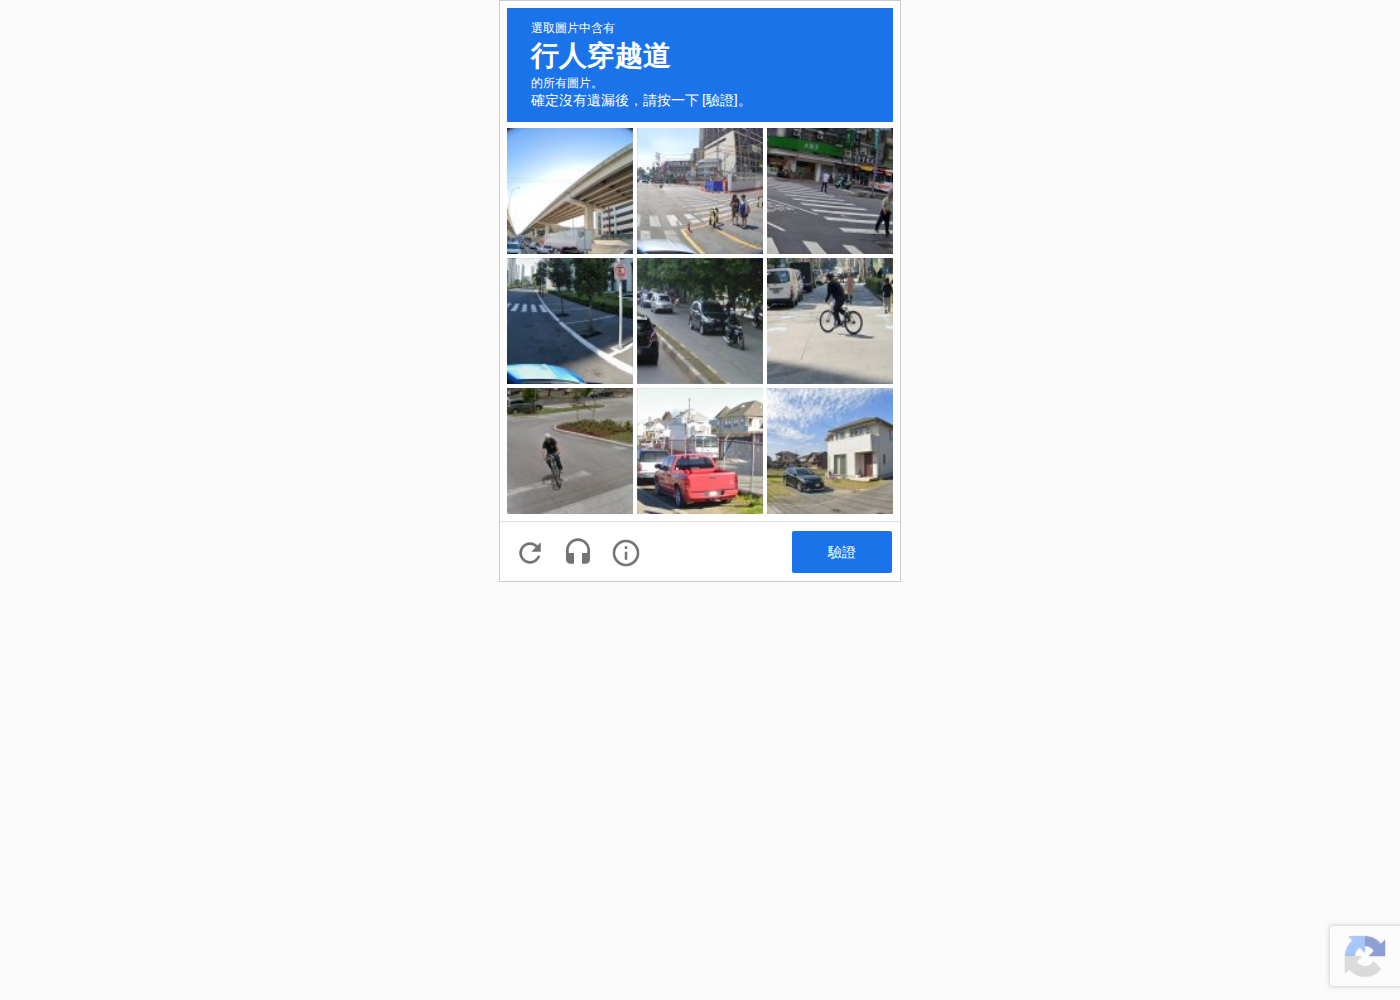 選取圖片中含有
行人穿越道
的所有圖片。
確定沒有遺漏後，請按一下 [驗證]。
驗證